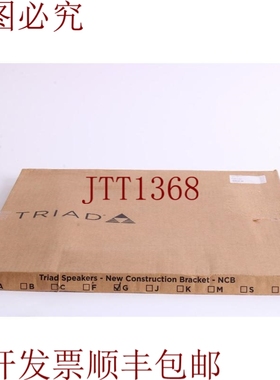 图必究
JTT1368
TRIAD
Triad Speakers - New Construction Bracket - NCB
A B C F G J K M S
开发票顺丰包邮